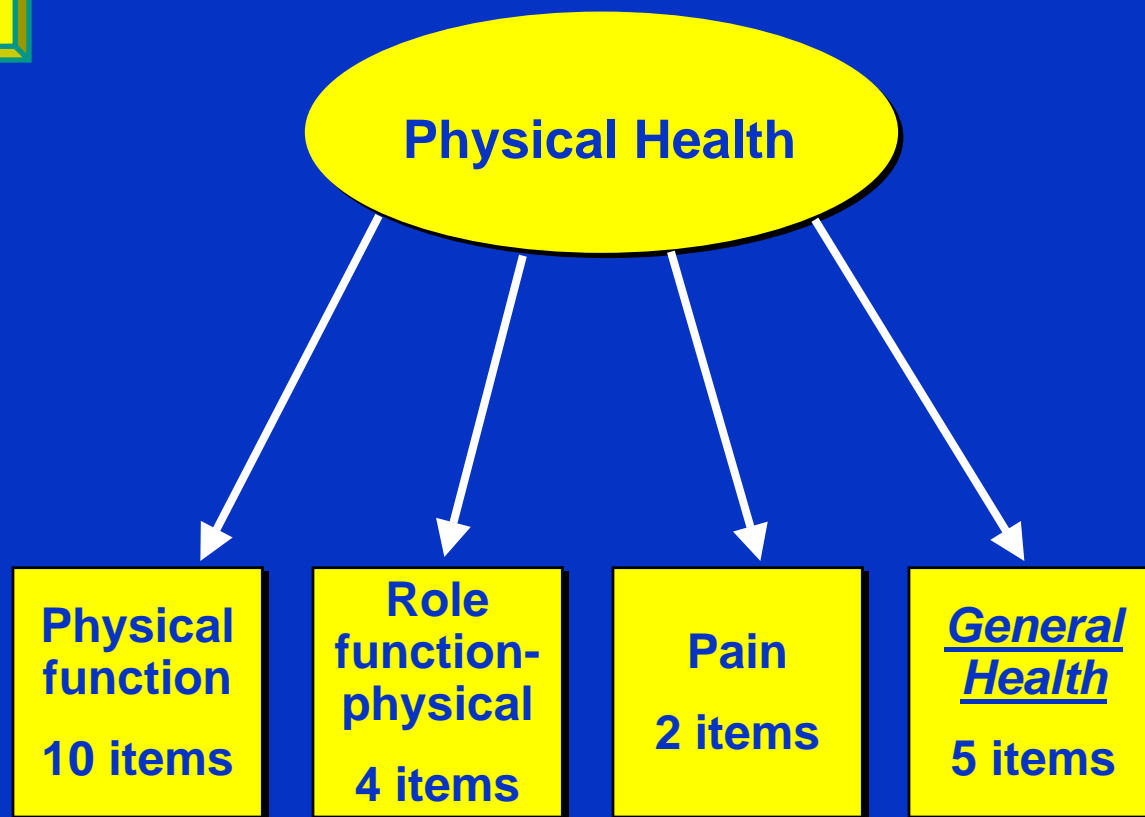 Physical Health
Physical
function
10 items
Role
function-
physical
4 items
Pain
2 items
General
Health
5 items